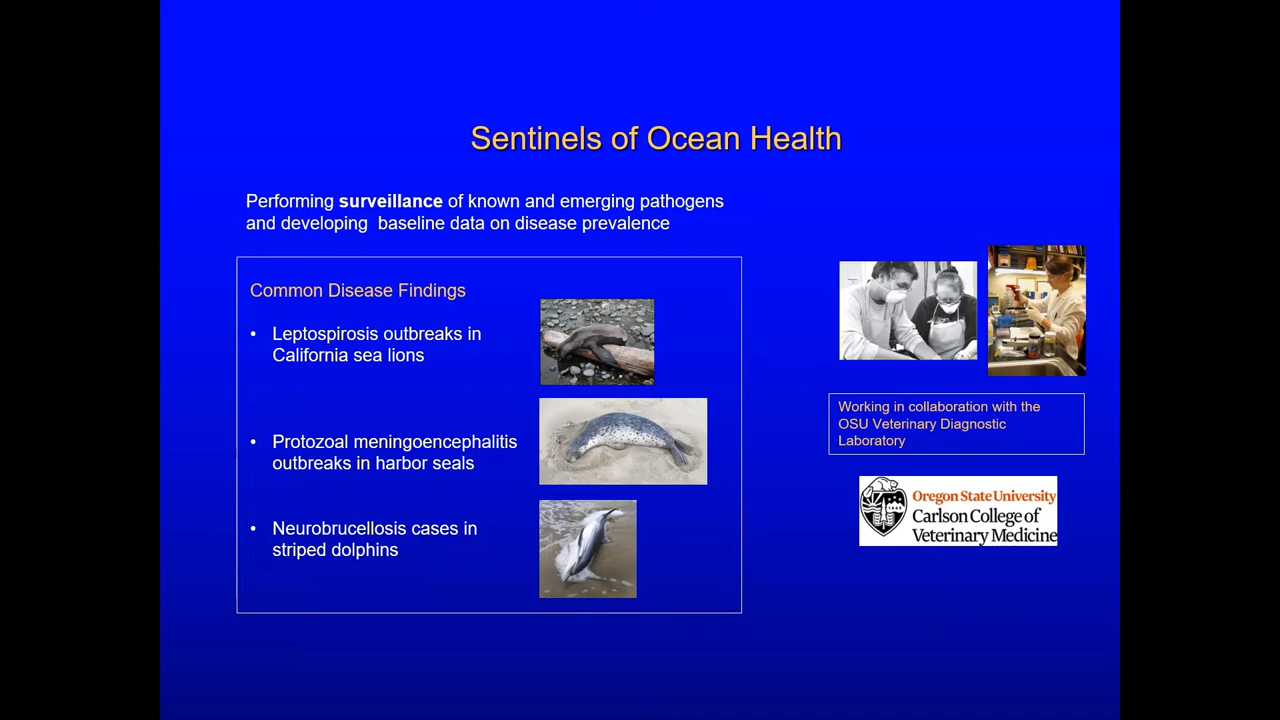 Sentinels of Ocean Health
Performing surveillance of known and emerging pathogens
and developing  baseline data on disease prevalence
Common Disease Findings
• Leptospirosis outbreaks in
California sea lions
• Protozoal meningoencephalitis
outbreaks in harbor seals
• Neurobrucellosis cases in
striped dolphins
Working in collaboration with the
OSU Veterinary Diagnostic
Laboratory
Oregon State University
Carlson College of
Veterinary Medicine